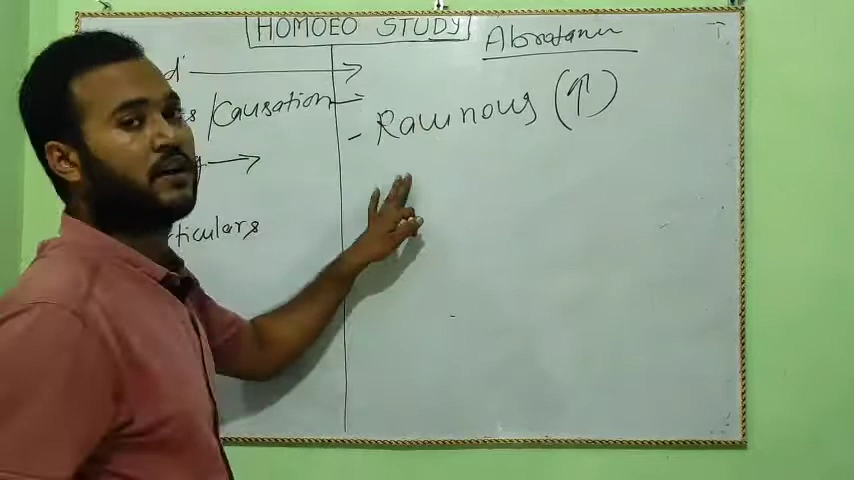 HOMOEO STUDY
Abrotanum
d'
s /Causation
- Rawnous (↑)
ticulars